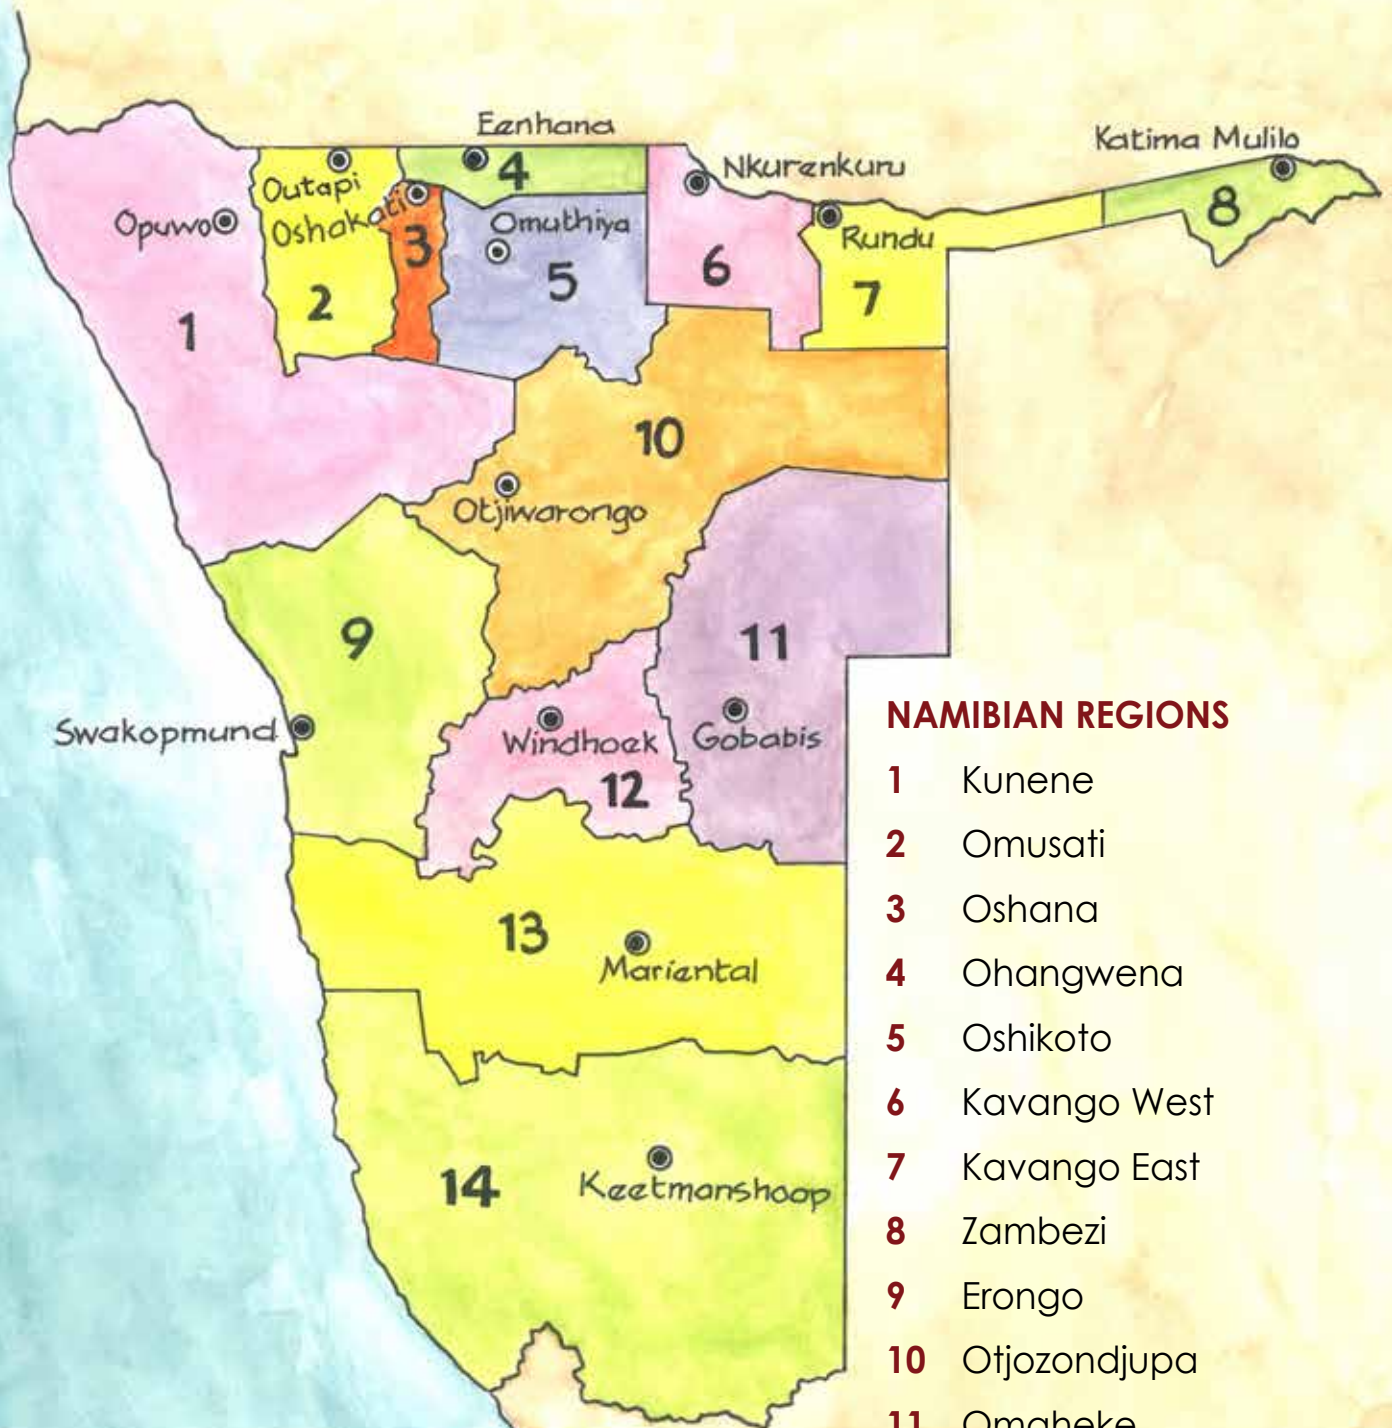 Eenhana
Katima Mulilo
4
Nkurenkuru
Outapi
8
Opuwo
Oshakati
Omuthiya
Rundu
3
6
5
7
2
1
10
Otjiwarongo
9
11
NAMIBIAN REGIONS
Swakopmund
Windhoek
Gobabis
12
1 Kunene
2 Omusati
3 Oshana
13
Mariental
4 Ohangwena
5 Oshikoto
6 Kavango West
14
Keetmanshoop
7 Kavango East
8 Zambezi
9 Erongo
10 Otjozondjupa
11 Omaheke